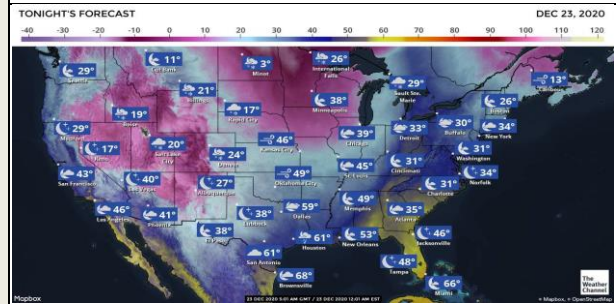 TONIGHT'S FORECAST
DEC 23, 2020
-40 -30 -20 -10 0 10 20 30 40 50 60 70 80 90 100 110 120
11°
Cut Bank
3°
Minot
26°
International
Falls
29°
Seattle
21°
Billings
29°
Sault Ste.
Marie
13°
Caribou
19°
Boise
17°
Rapid City
38°
Minneapolis
26°
Boston
29°
Medford
17°
Reno
20°
Salt Lake
City
24°
Denver
46°
Kansas City
39°
Chicago
33°
Detroit
30°
Buffalo
34°
New York
31°
Washington
43°
San Francisco
40°
Las Vegas
27°
Albuquerque
49°
Oklahoma City
45°
St. Louis
31°
Cincinnati
34°
Norfolk
31°
Charlotte
46°
Los Angeles
41°
Phoenix
38°
El Paso
38°
Lubbock
59°
Dallas
49°
Memphis
35°
Atlanta
61°
San Antonio
61°
Houston
53°
New Orleans
46°
Jacksonville
68°
Brownsville
48°
Tampa
66°
Miami
The
Weather
Channel
Mapbox
23 DEC 2020 5:01 AM GMT / 23 DEC 2020 12:01 AM EST
Mapbox, © OpenStreetMap